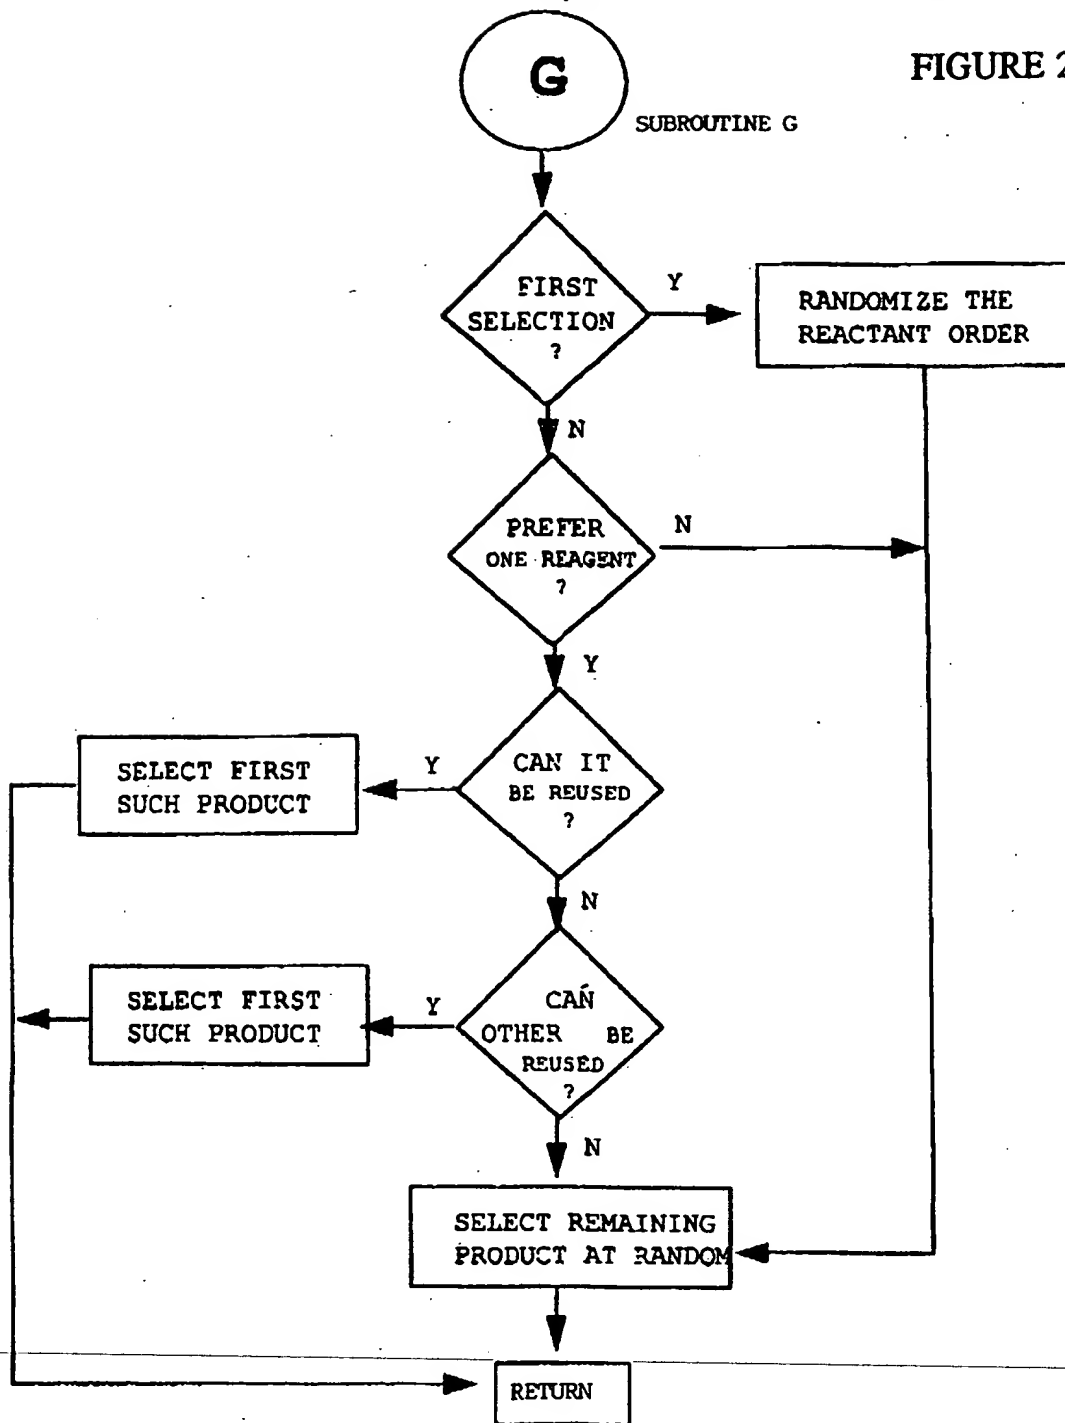 G
FIGURE 2
SUBROUTINE G
FIRST
SELECTION
?
Y
RANDOMIZE THE
REACTANT ORDER
N
PREFER
ONE REAGENT
?
N
Y
CAN IT
BE REUSED
?
Y
SELECT FIRST
SUCH PRODUCT
N
CAN
OTHER BE
REUSED
?
Y
SELECT FIRST
SUCH PRODUCT
N
SELECT REMAINING
PRODUCT AT RANDOM
RETURN